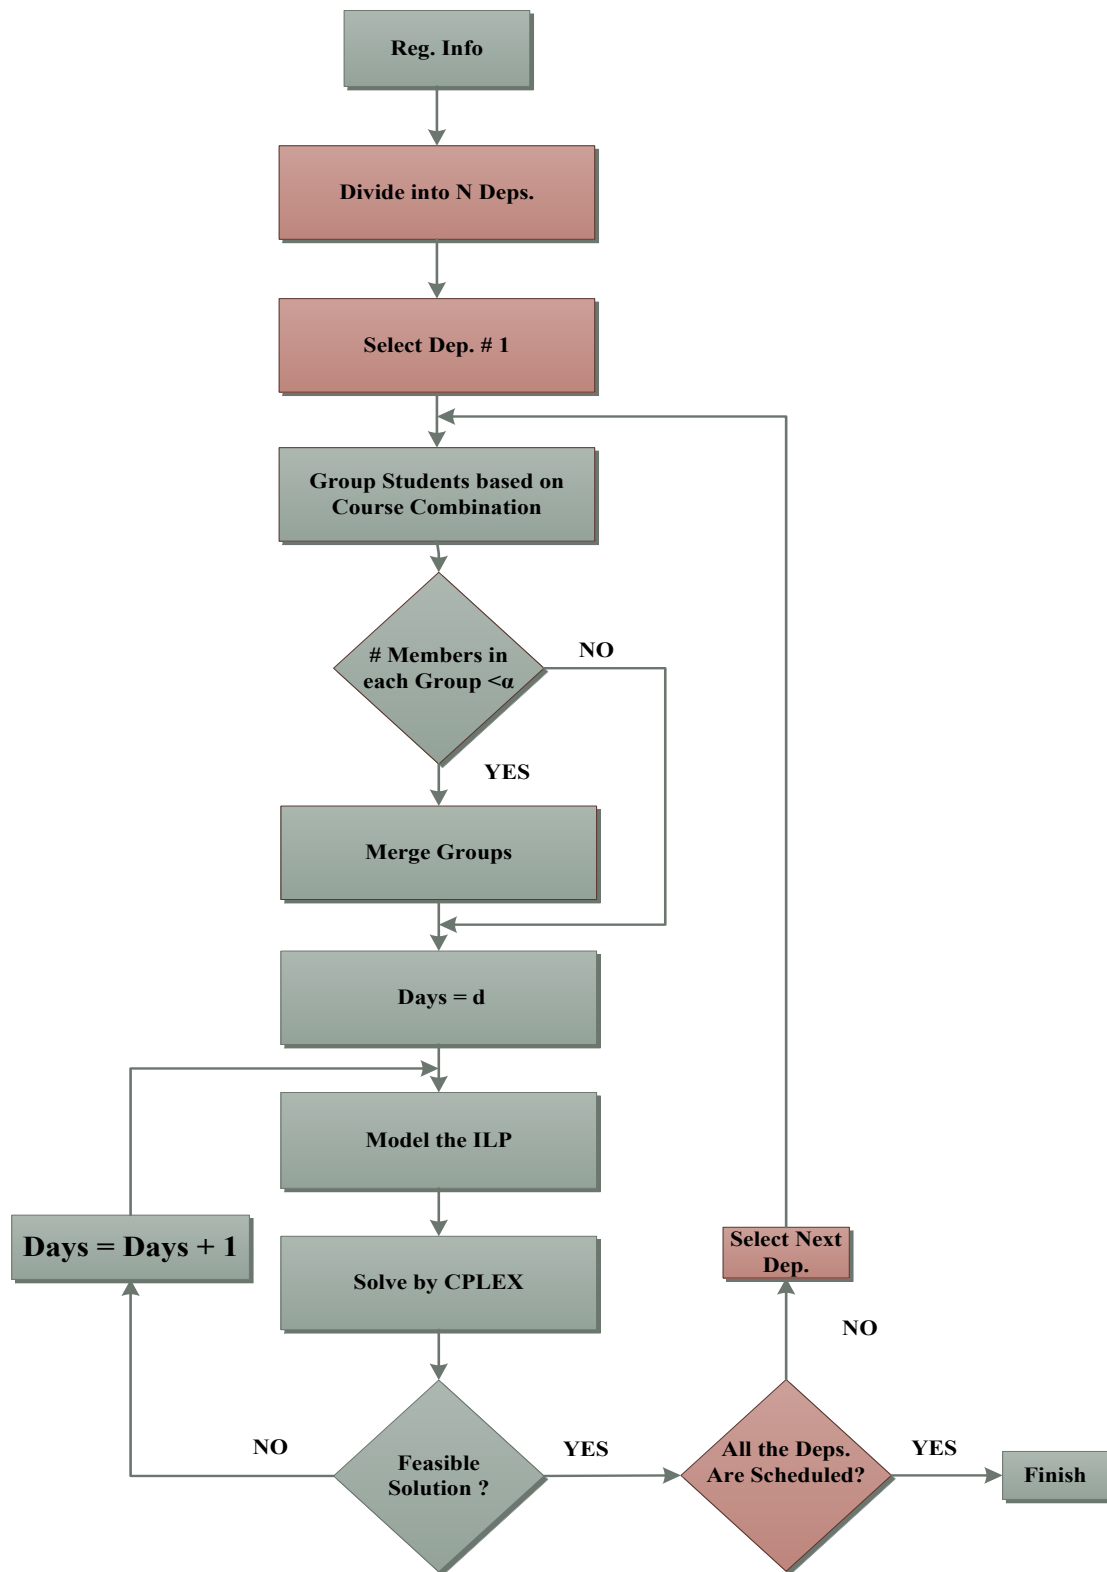 Reg. Info
Divide into N Deps.
Select Dep. # 1
Group Students based on
Course Combination
# Members in
each Group <α
NO
YES
Merge Groups
Days = d
Model the ILP
Days = Days + 1
Solve by CPLEX
Select Next
Dep.
NO
NO
Feasible
Solution ?
YES
All the Deps.
Are Scheduled?
YES
Finish